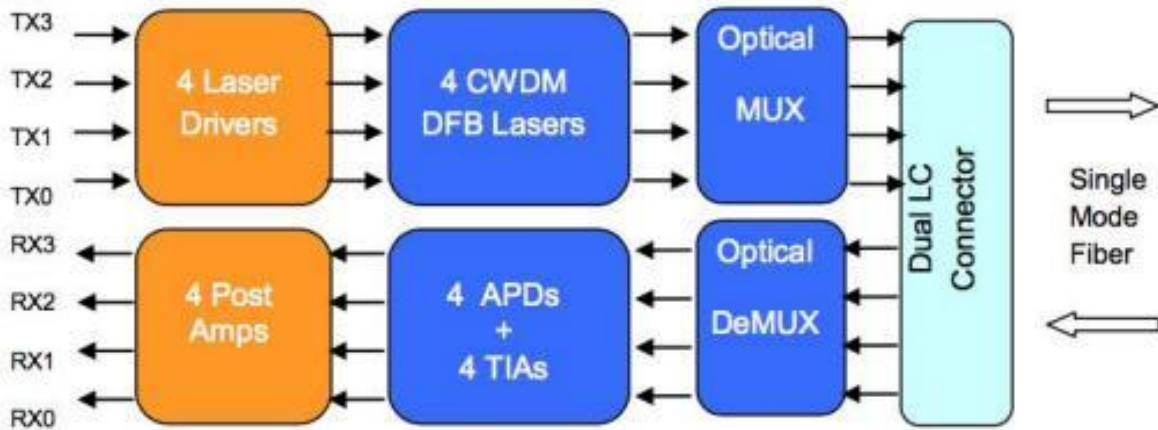 TX3
TX2
TX1
TX0
4 Laser
Drivers
4 CWDM
DFB Lasers
Optical
MUX
RX3
RX2
RX1
RX0
4 Post
Amps
4 APDs
+
4 TIAs
Optical
DeMUX
Dual LC
Connector
Single
Mode
Fiber